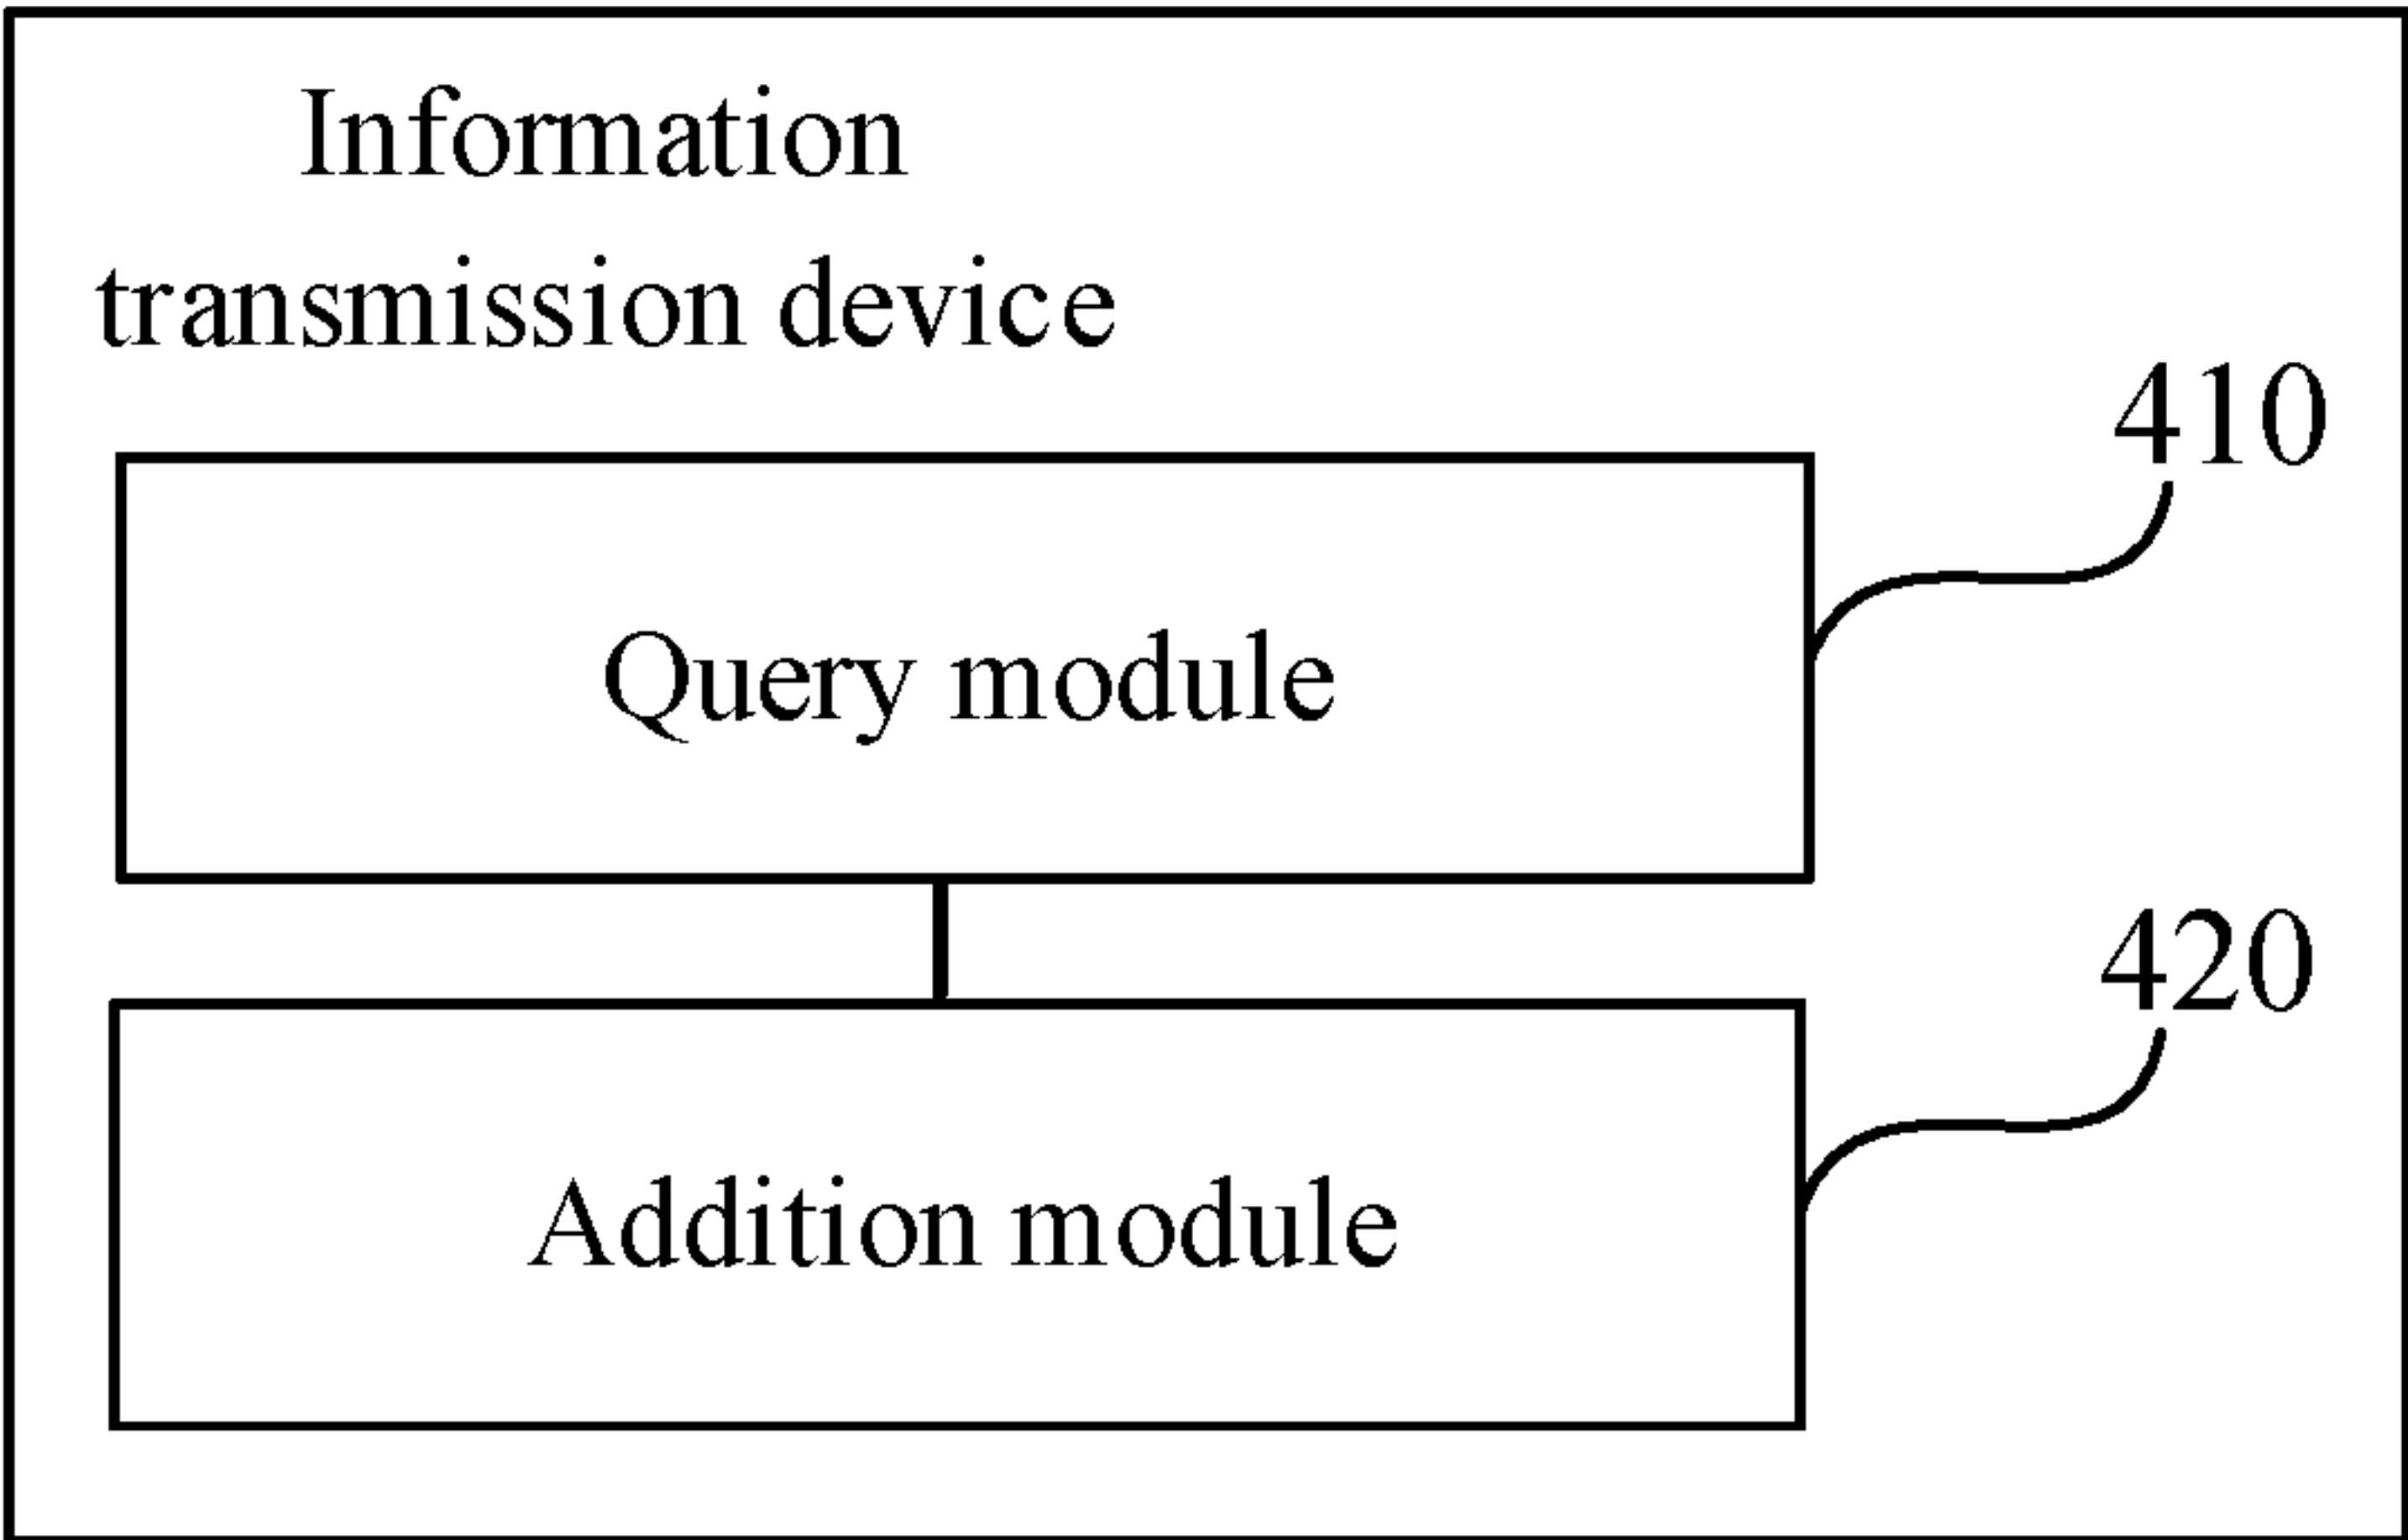 Information
transmission device
410
Query module
420
Addition module